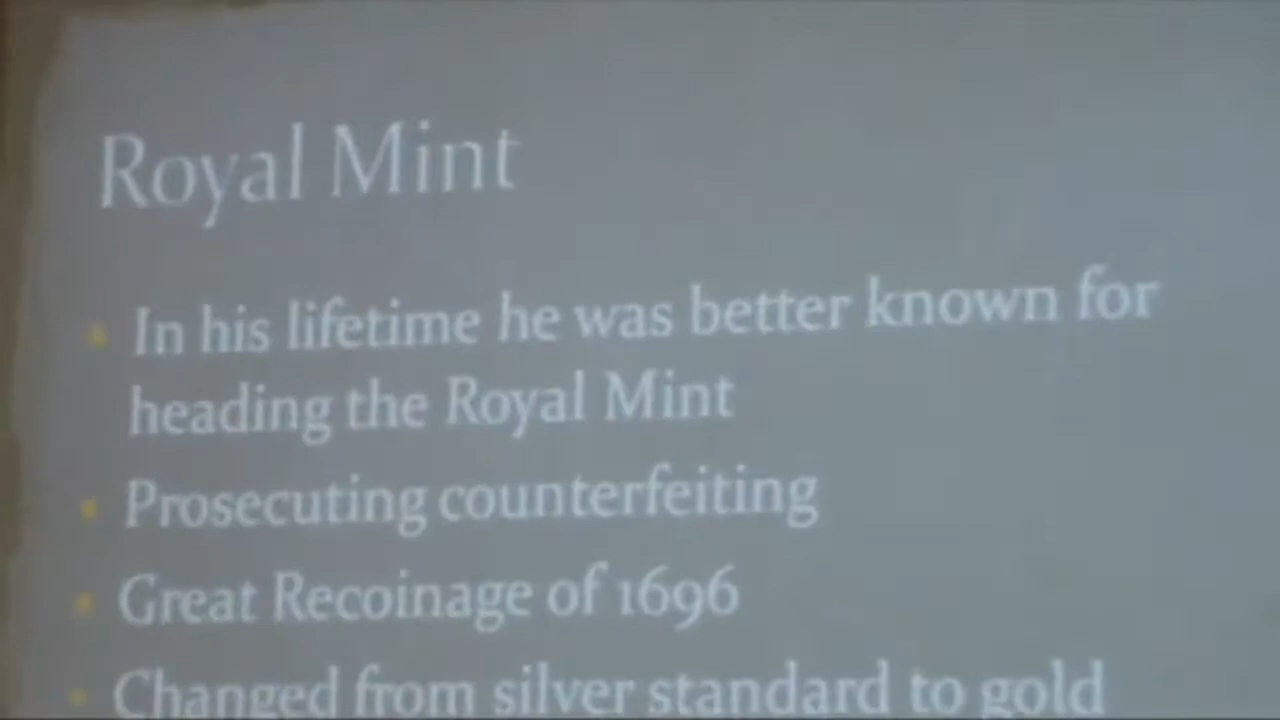 Royal Mint
In his lifetime he was better known for
heading the Royal Mint
Prosecuting counterfeiting
Great Recoinage of 1696
Changed from silver standard to gold